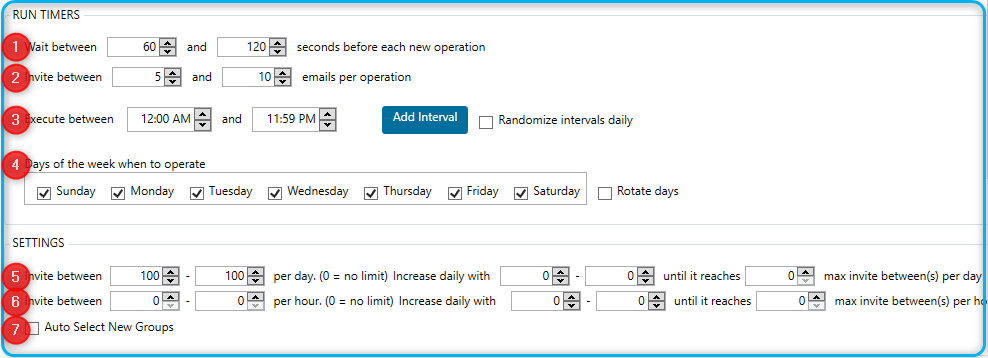 RUN TIMERS
1 Wait between 60 and 120 seconds before each new operation
2 Invite between 5 and 10 emails per operation
3 Execute between 12:00 AM and 11:59 PM Add Interval Randomize intervals daily
4 Days of the week when to operate
Sunday Monday Tuesday Wednesday Thursday Friday Saturday Rotate days
SETTINGS
5 Invite between 100 - 100 per day. (0 = no limit) Increase daily with 0 - 0 until it reaches 0 max invite between(s) per day
6 Invite between 0 - 0 per hour. (0 = no limit) Increase daily with 0 - 0 until it reaches 0 max invite between(s) per ho
7 Auto Select New Groups